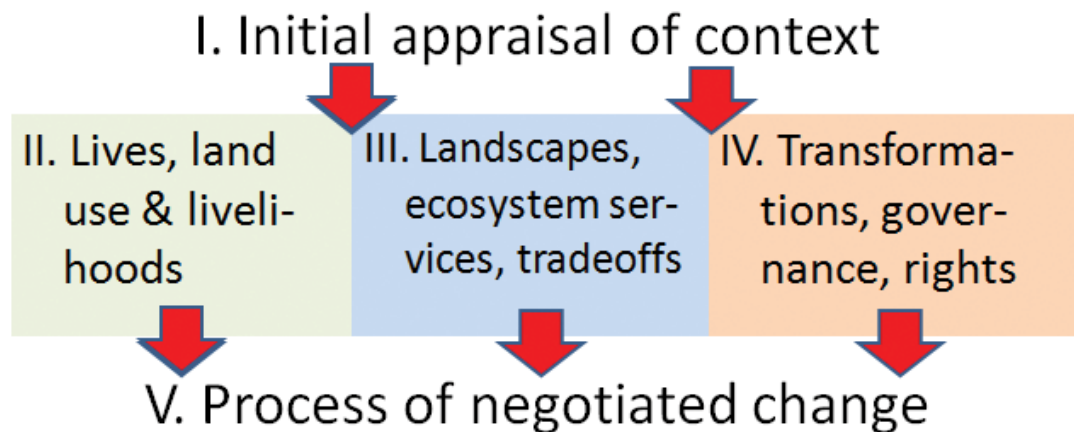 I. Initial appraisal of context
II. Lives, land
use & liveli-
hoods
III. Landscapes,
ecosystem ser-
vices, tradeoffs
IV. Transforma-
tions, gover-
nance, rights
V. Process of negotiated change